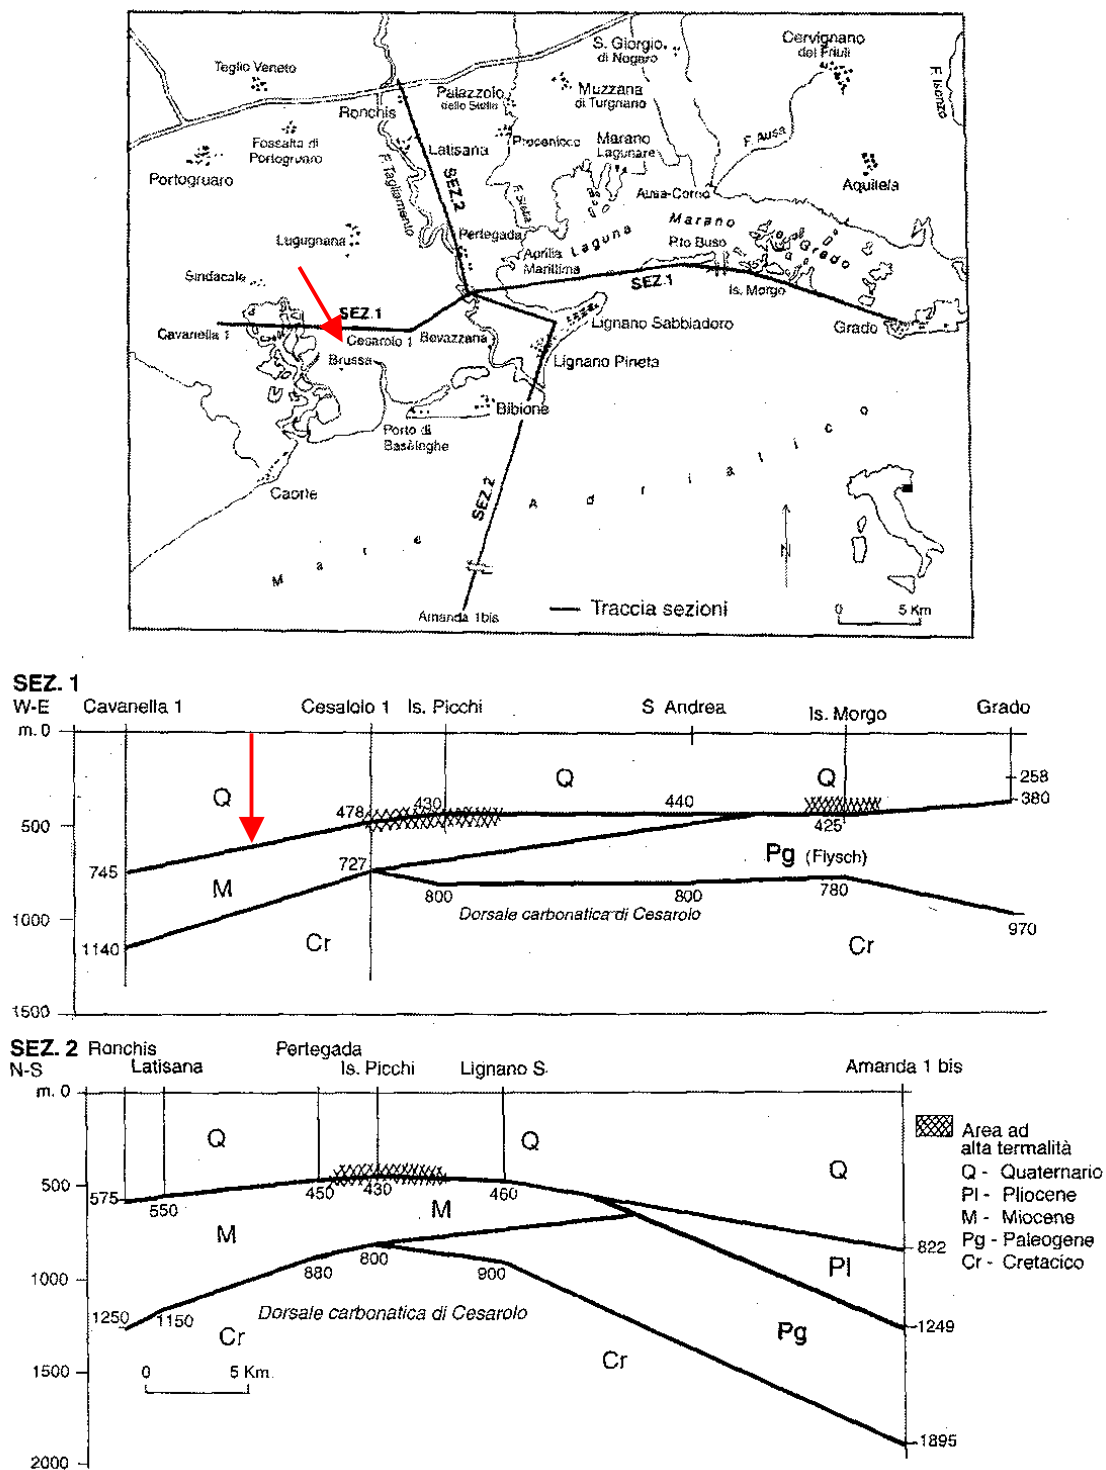 Teglio Veneto
Ronchis
Palazzolo
dello Stella
S. Giorgio
di Nogaro
Muzzana
di Turgnano
Cervignano
del Friuli
F. Isonzo
Fossalta di
Portogruaro
Portogruaro
Latisana
F. Tagliamento
SEZ.2
Precenicco
Marano
Lagunare
F. Ausa
Aquileia
Ausa-Corno
F. Stella
Lugugnana
Pertegada
Aprilia
Marittima
Laguna
Marano
Grado
P.to Buso
Sindacale
SEZ.1
SEZ.1
Is. Morgo
Cavanella 1
Cesarolo 1
Bevazzana
Lignano Sabbiadoro
Grado
Brussa
Lignano Pineta
Bibione
Porto di
Basèleghe
Caorle
SEZ.2
Mare Adriatico
N
Amanda 1bis
Traccia sezioni
0 5 Km
SEZ. 1
W-E Cavanella 1 Cesalolo 1 Is. Picchi S Andrea Is. Morgo Grado
m. 0
Q Q Q
258
478 430 440 380
500
425
745 727 Pg (Flysch)
M
800 800 780
Dorsale carbonatica di Cesarolo
1000
970
1140 Cr Cr
1500
SEZ. 2 Ronchis Pertegada
N-S Latisana Is. Picchi Lignano S. Amanda 1 bis
m. 0
Q Q Q
500
575 550 450 430 460
M M
822
800
880 900
Pl
1000
1250 1150 Dorsale carbonatica di Cesarolo
1249
Cr Cr Pg
0 5 Km.
1500
1895
2000
Area ad
alta termalità
Q - Quaternario
Pl - Pliocene
M - Miocene
Pg - Paleogene
Cr - Cretacico